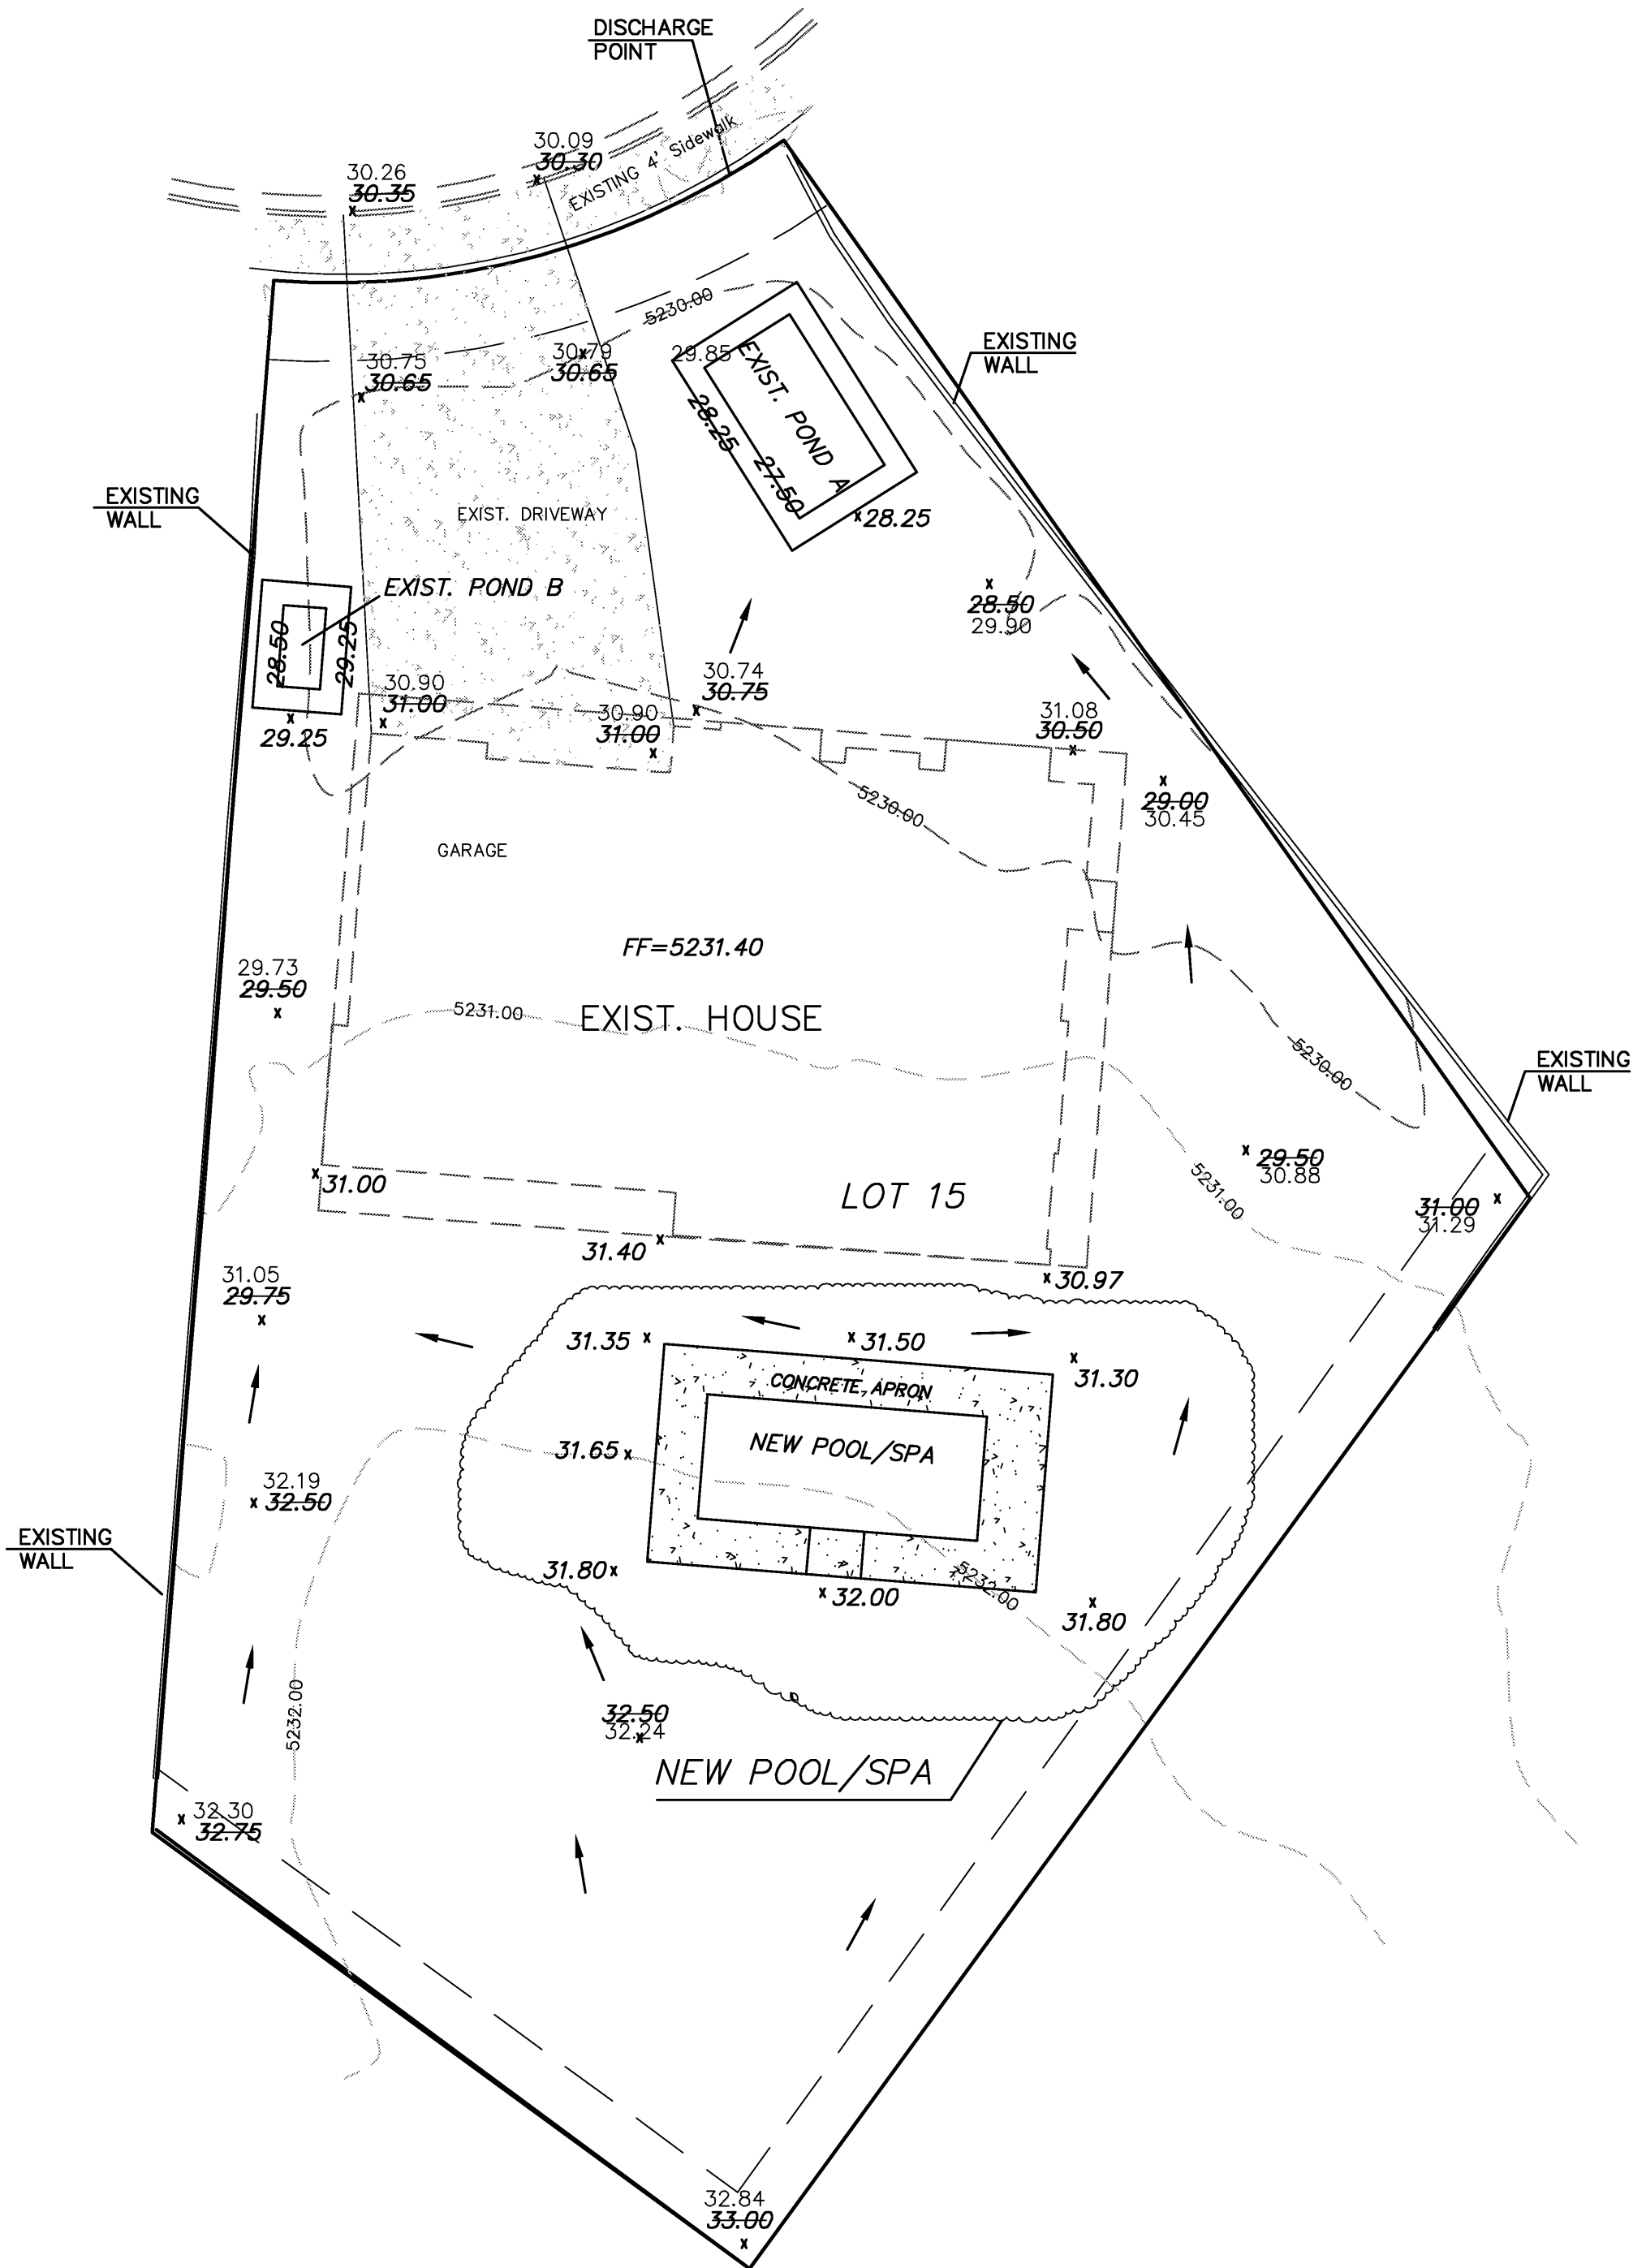 DISCHARGE
POINT
30.09
30.30
EXISTING 4' Sidewalk
30.26
30.35
5230.00
EXISTING
WALL
30.75
30.65
30.79
30.65
29.85
EXIST. POND A
28.25
27.50
28.25
EXISTING
WALL
EXIST. DRIVEWAY
EXIST. POND B
28.50
29.25
29.25
28.50
29.90
30.74
30.75
30.90
31.00
30.90
31.00
31.08
30.50
29.00
30.45
5230.00
GARAGE
FF=5231.40
29.73
29.50
5231.00
EXIST. HOUSE
5230.00
EXISTING
WALL
29.50
30.88
5231.00
31.00
LOT 15
31.00
31.29
31.40
30.97
31.05
29.75
31.35
31.50
31.30
CONCRETE APRON
NEW POOL/SPA
31.65
32.19
32.50
EXISTING
WALL
31.80
32.00
5232.00
31.80
5232.00
32.50
32.24
NEW POOL/SPA
32.30
32.75
32.84
33.00